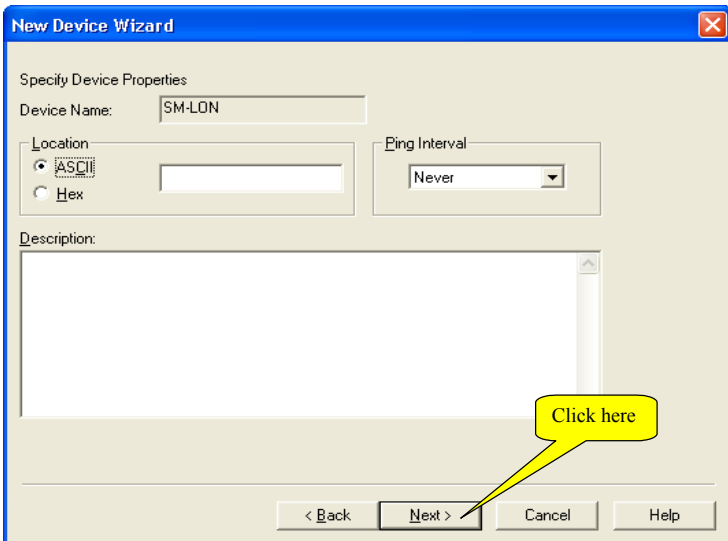 New Device Wizard
Specify Device Properties
Device Name: SM-LON
Location
ASCII
Hex
Ping Interval
Never
Description:
Click here
< Back
Next >
Cancel
Help